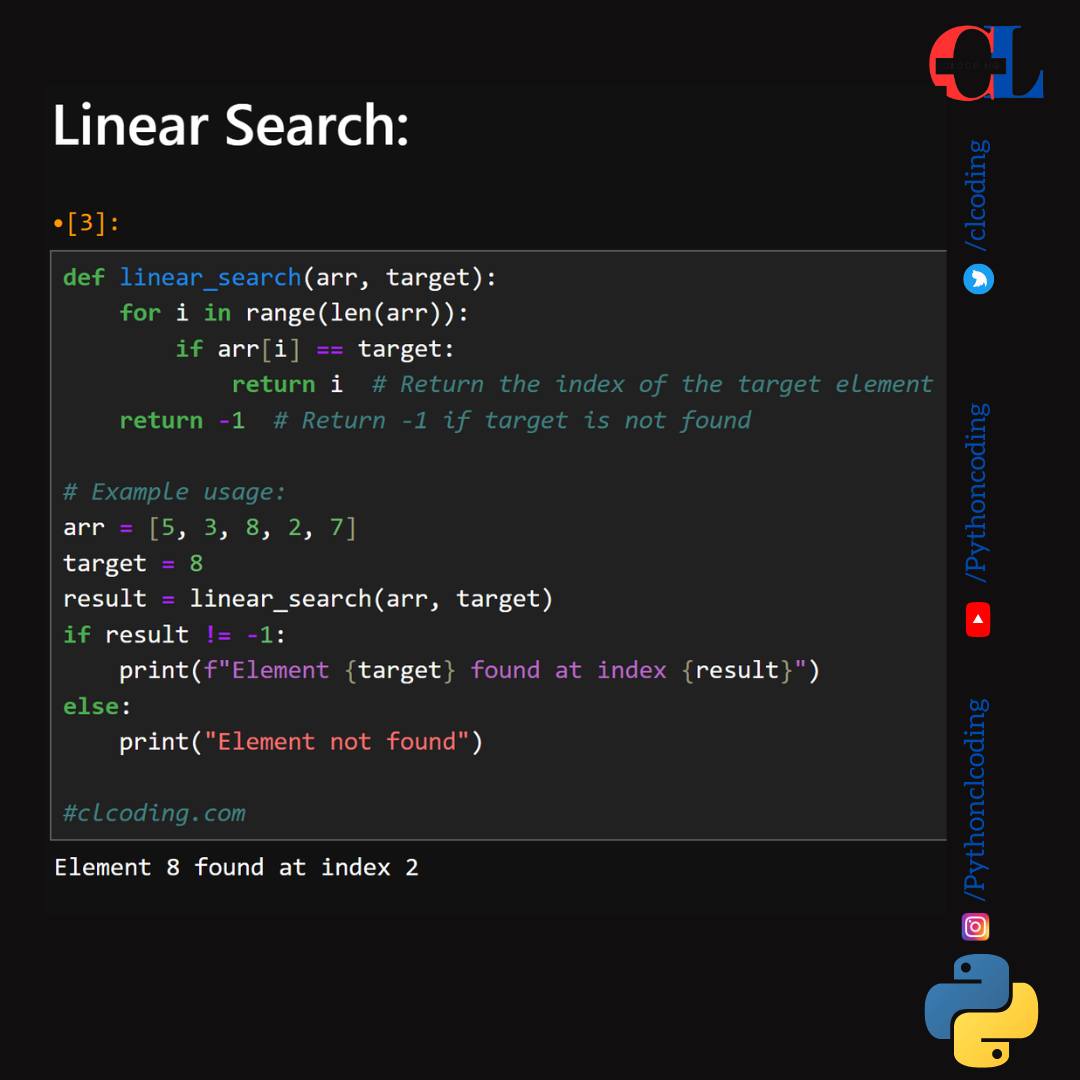 CL
Linear Search:
•[3]:
def linear_search(arr, target):
    for i in range(len(arr)):
        if arr[i] == target:
            return i  # Return the index of the target element
    return -1  # Return -1 if target is not found

# Example usage:
arr = [5, 3, 8, 2, 7]
target = 8
result = linear_search(arr, target)
if result != -1:
    print(f"Element {target} found at index {result}")
else:
    print("Element not found")

#clcoding.com
Element 8 found at index 2
/clcoding
/Pythoncoding
/Pythonclcoding